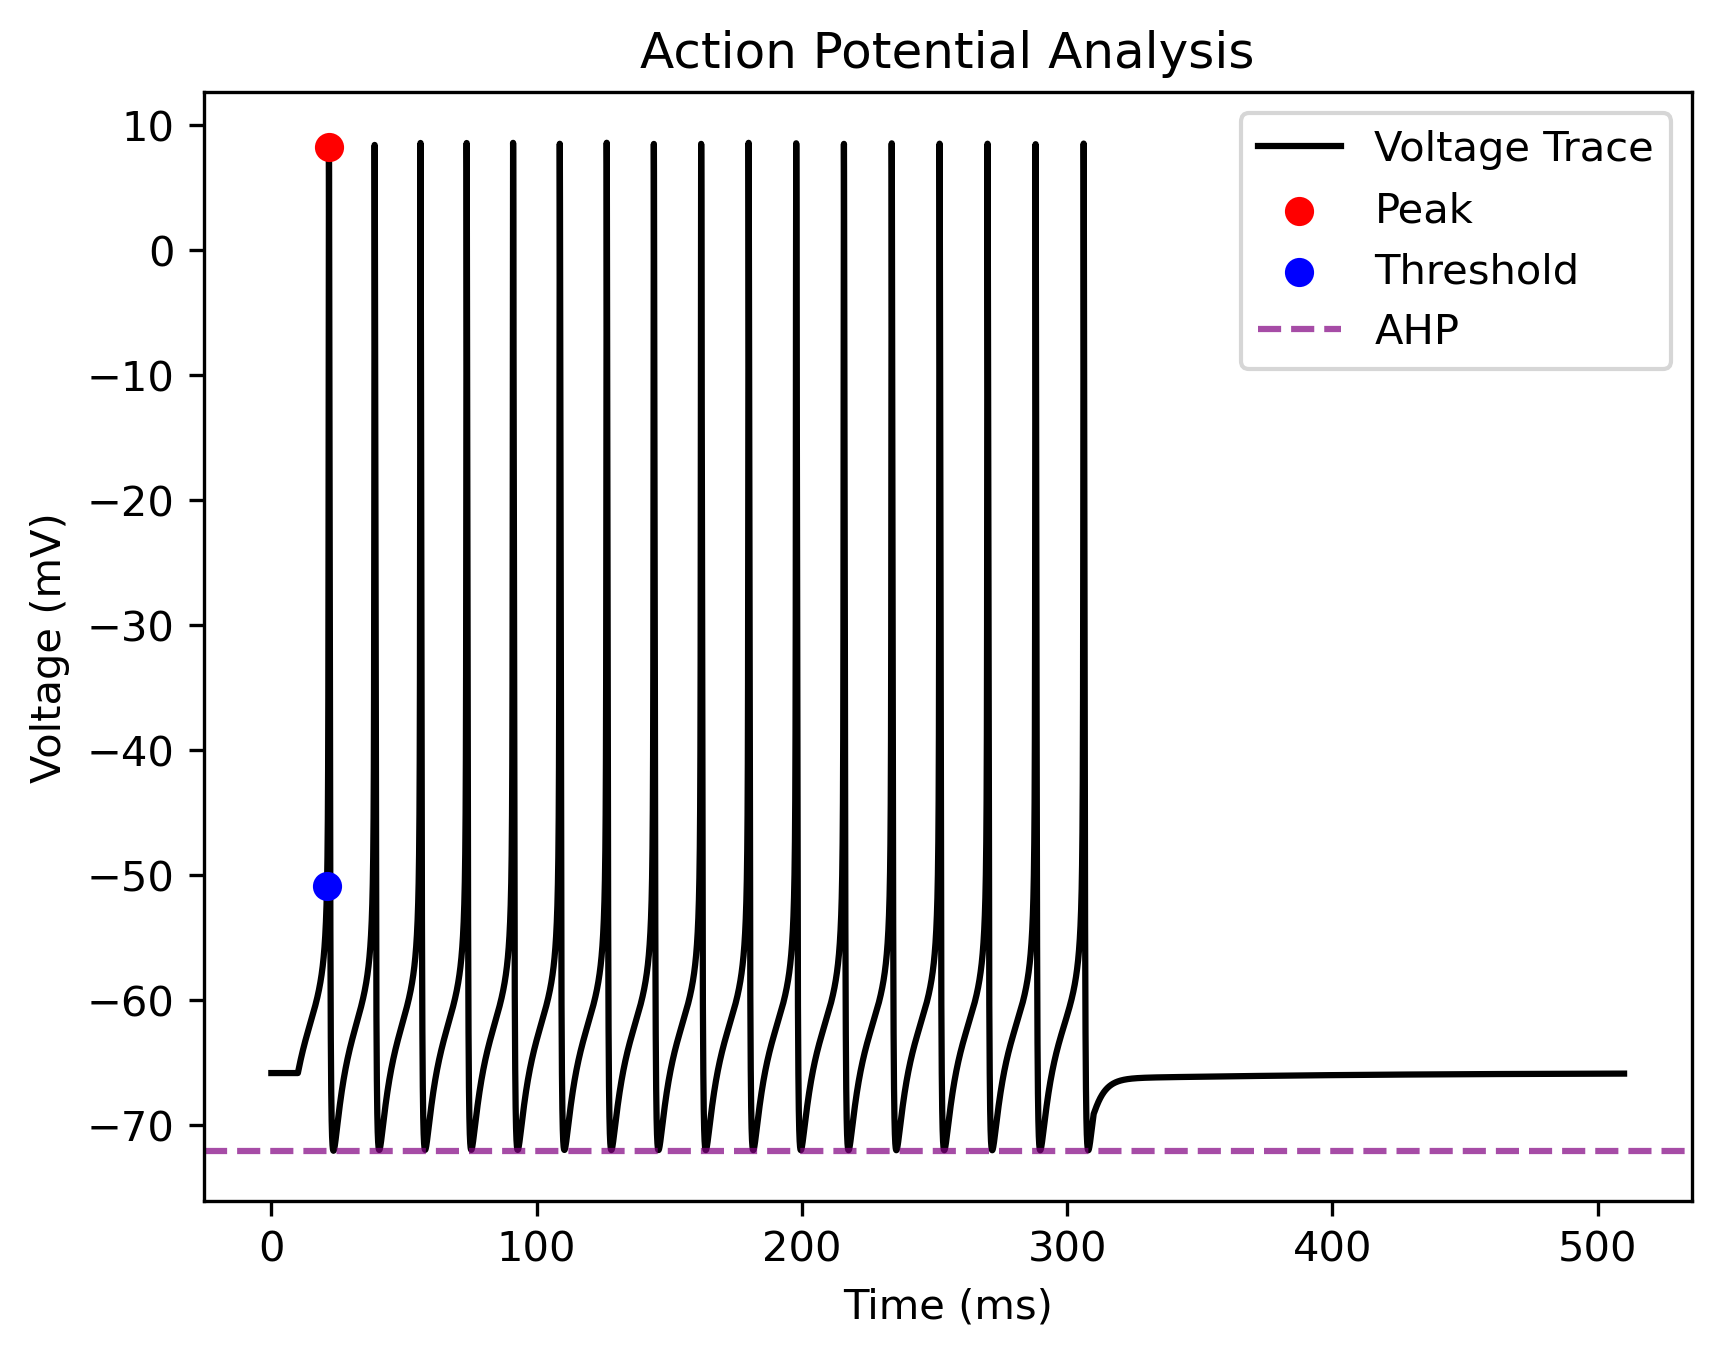 Action Potential Analysis
Voltage (mV)
10
0
−10
−20
−30
−40
−50
−60
−70
Voltage Trace
Peak
Threshold
AHP
0 100 200 300 400 500
Time (ms)